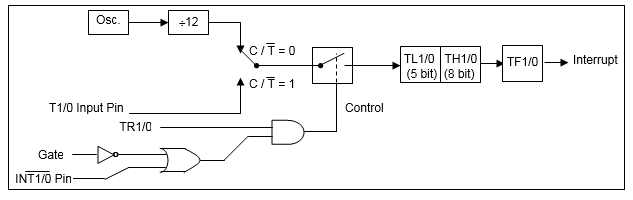 Osc.
÷12
C / T̅ = 0
C / T̅ = 1
TL1/0 TH1/0
(5 bit) (8 bit)
TF1/0
Interrupt
T1/0 Input Pin
Control
TR1/0
Gate
I̅N̅T̅1̅/̅0̅ Pin